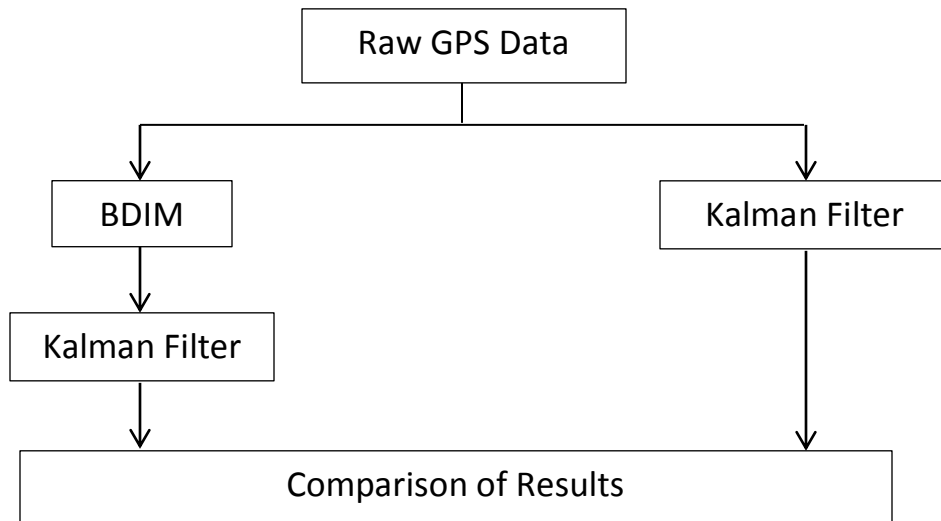 Raw GPS Data
BDIM
Kalman Filter
Kalman Filter
Comparison of Results